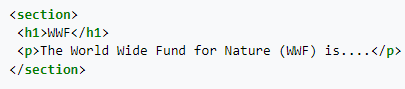 <section>
<h1>WWF</h1>
<p>The World Wide Fund for Nature (WWF) is....</p>
</section>